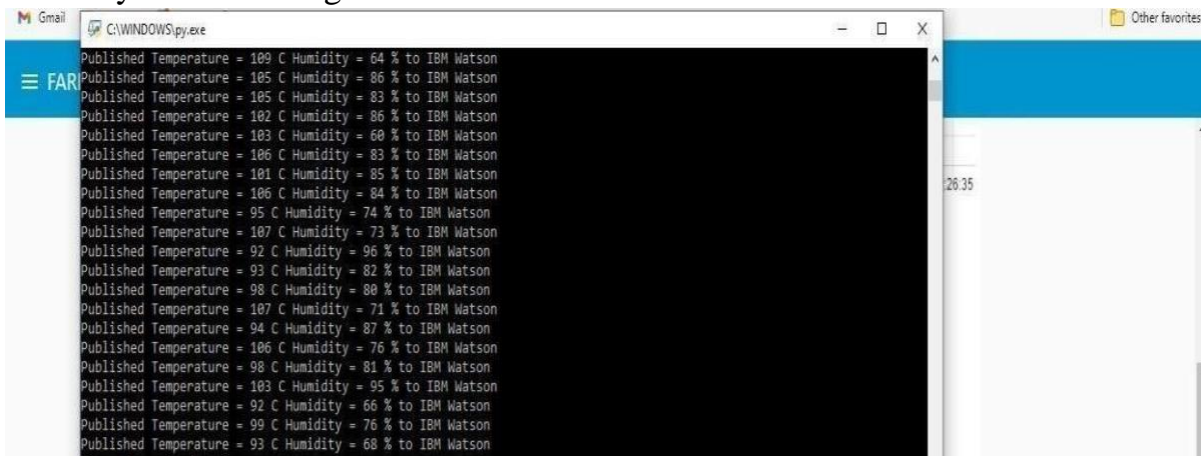 Gmail
C:\WINDOWS\py.exe
Other favorites
FAR
Published Temperature = 109 C Humidity = 64 % to IBM Watson
Published Temperature = 105 C Humidity = 86 % to IBM Watson
Published Temperature = 105 C Humidity = 83 % to IBM Watson
Published Temperature = 102 C Humidity = 86 % to IBM Watson
Published Temperature = 103 C Humidity = 60 % to IBM Watson
Published Temperature = 106 C Humidity = 83 % to IBM Watson
Published Temperature = 101 C Humidity = 85 % to IBM Watson
:26:35
Published Temperature = 106 C Humidity = 84 % to IBM Watson
Published Temperature = 95 C Humidity = 74 % to IBM Watson
Published Temperature = 107 C Humidity = 73 % to IBM Watson
Published Temperature = 92 C Humidity = 96 % to IBM Watson
Published Temperature = 93 C Humidity = 82 % to IBM Watson
Published Temperature = 98 C Humidity = 80 % to IBM Watson
Published Temperature = 107 C Humidity = 71 % to IBM Watson
Published Temperature = 94 C Humidity = 87 % to IBM Watson
Published Temperature = 106 C Humidity = 76 % to IBM Watson
Published Temperature = 98 C Humidity = 81 % to IBM Watson
Published Temperature = 103 C Humidity = 95 % to IBM Watson
Published Temperature = 92 C Humidity = 66 % to IBM Watson
Published Temperature = 99 C Humidity = 76 % to IBM Watson
Published Temperature = 93 C Humidity = 68 % to IBM Watson